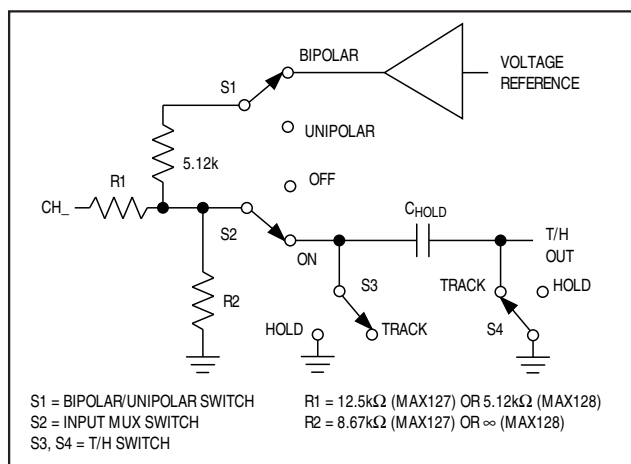 BIPOLAR
VOLTAGE
REFERENCE
S1
UNIPOLAR
5.12k
OFF
R1
CH_
S2
CHOLD
T/H
OUT
ON
S3
TRACK
HOLD
R2
HOLD
TRACK
S4
S1 = BIPOLAR/UNIPOLAR SWITCH
S2 = INPUT MUX SWITCH
S3, S4 = T/H SWITCH
R1 = 12.5kΩ (MAX127) OR 5.12kΩ (MAX128)
R2 = 8.67kΩ (MAX127) OR ∞ (MAX128)